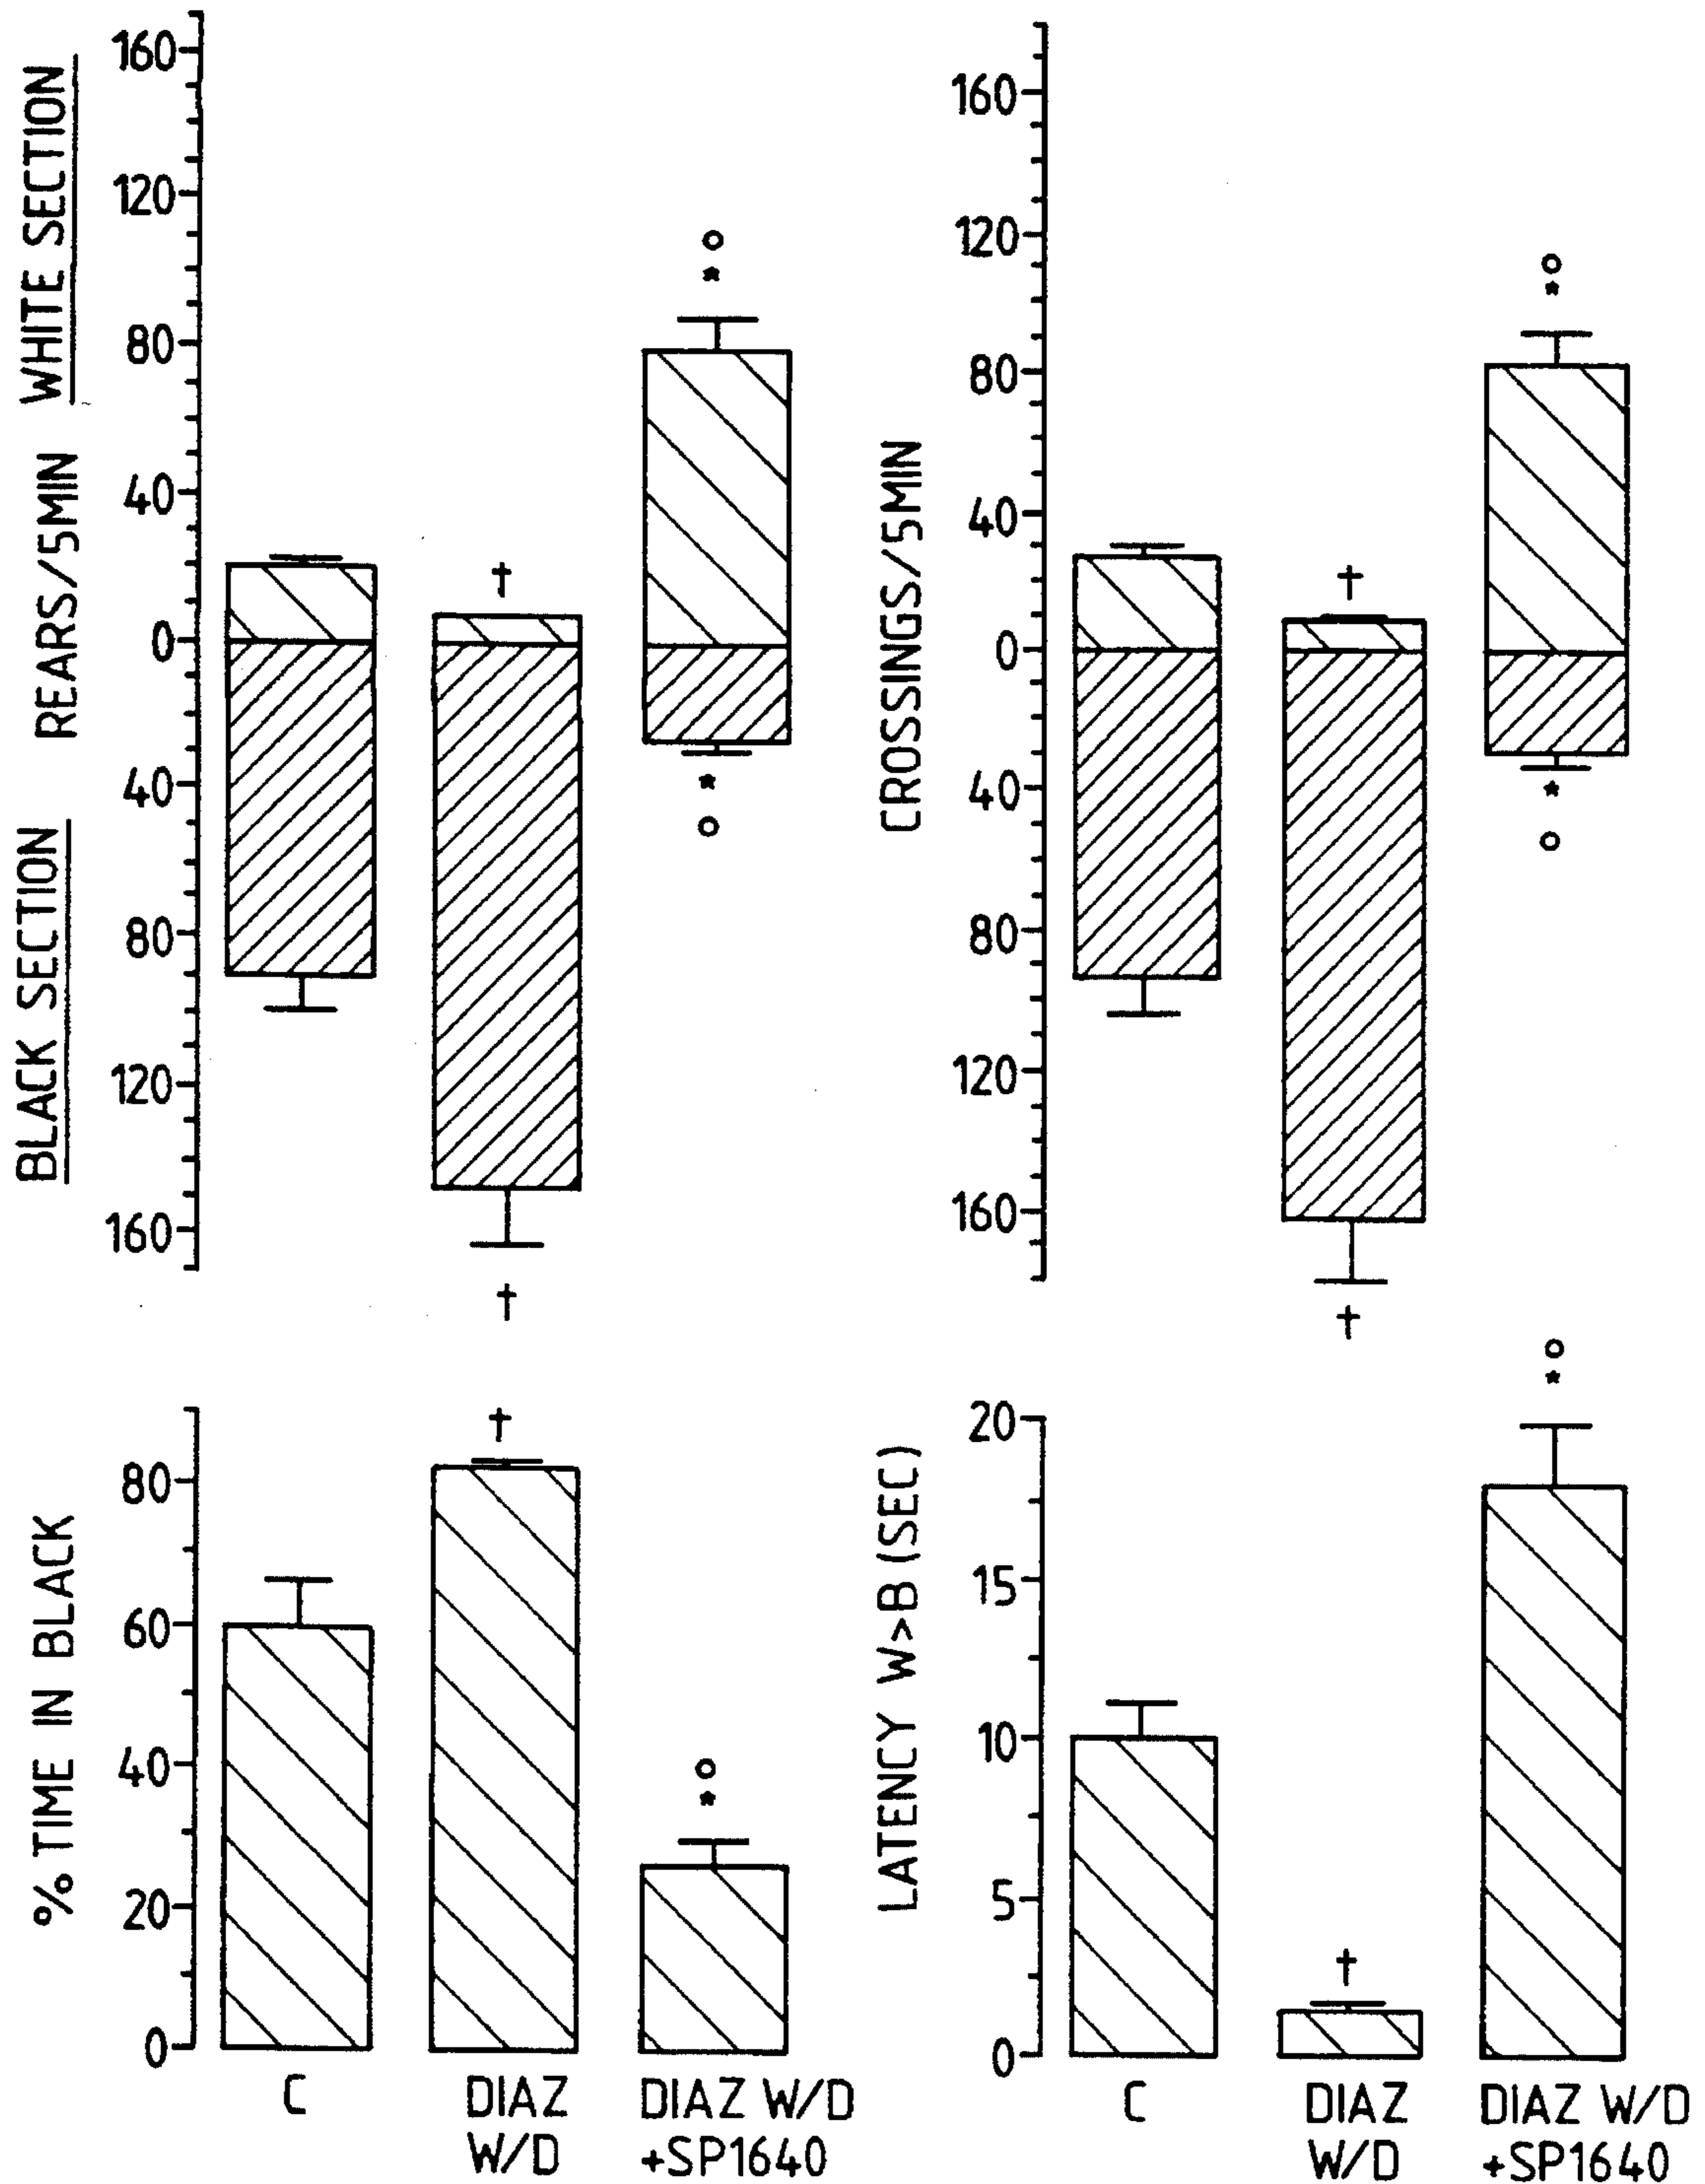 WHITE SECTION
BLACK SECTION
REARS/5MIN
160
120
80
40
0
40
80
120
160
o
*
†
*
o
†
CROSSINGS/5MIN
160
120
80
40
0
40
80
120
160
o
*
†
*
o
†
% TIME IN BLACK
80
60
40
20
0
†
o
*
C
DIAZ
W/D
DIAZ W/D
+SP1640
LATENCY W>B (SEC)
20
15
10
5
0
o
*
†
C
DIAZ
W/D
DIAZ W/D
+SP1640